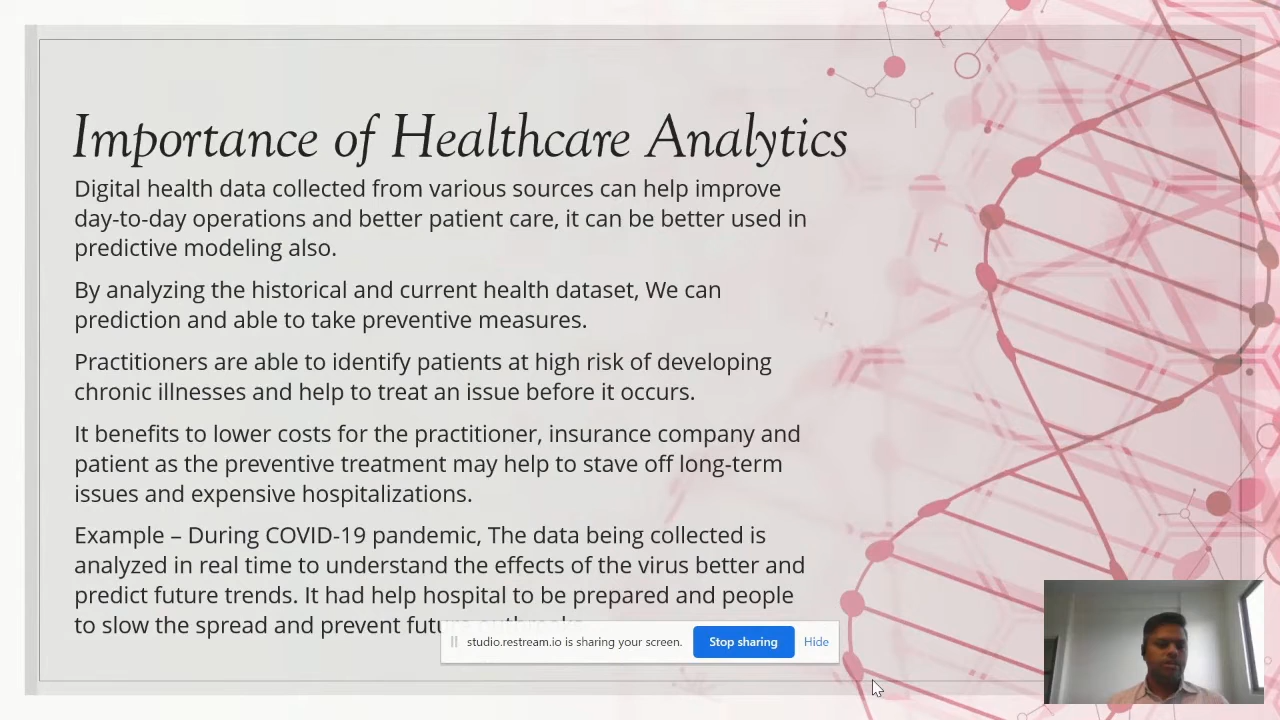 Importance of Healthcare Analytics
Digital health data collected from various sources can help improve
day-to-day operations and better patient care, it can be better used in
predictive modeling also.
By analyzing the historical and current health dataset, We can
prediction and able to take preventive measures.
Practitioners are able to identify patients at high risk of developing
chronic illnesses and help to treat an issue before it occurs.
It benefits to lower costs for the practitioner, insurance company and
patient as the preventive treatment may help to stave off long-term
issues and expensive hospitalizations.
Example – During COVID-19 pandemic, The data being collected is
analyzed in real time to understand the effects of the virus better and
predict future trends. It had help hospital to be prepared and people
to slow the spread and prevent
studio.restream.io is sharing your screen.
Stop sharing
Hide